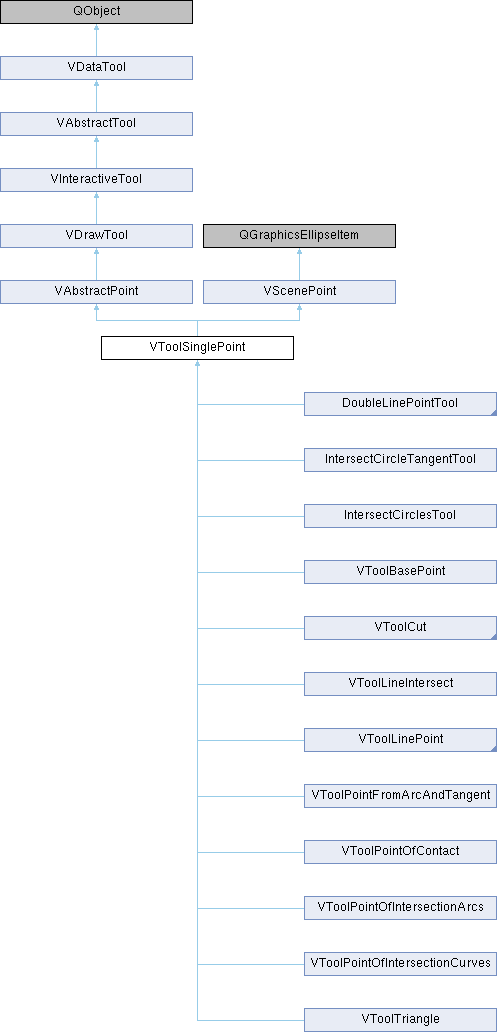 QObject
VDataTool
VAbstractTool
VInteractiveTool
VDrawTool
QGraphicsEllipseItem
VAbstractPoint
VScenePoint
VToolSinglePoint
DoubleLinePointTool
IntersectCircleTangentTool
IntersectCirclesTool
VToolBasePoint
VToolCut
VToolLineIntersect
VToolLinePoint
VToolPointFromArcAndTangent
VToolPointOfContact
VToolPointOfIntersectionArcs
VToolPointOfIntersectionCurves
VToolTriangle